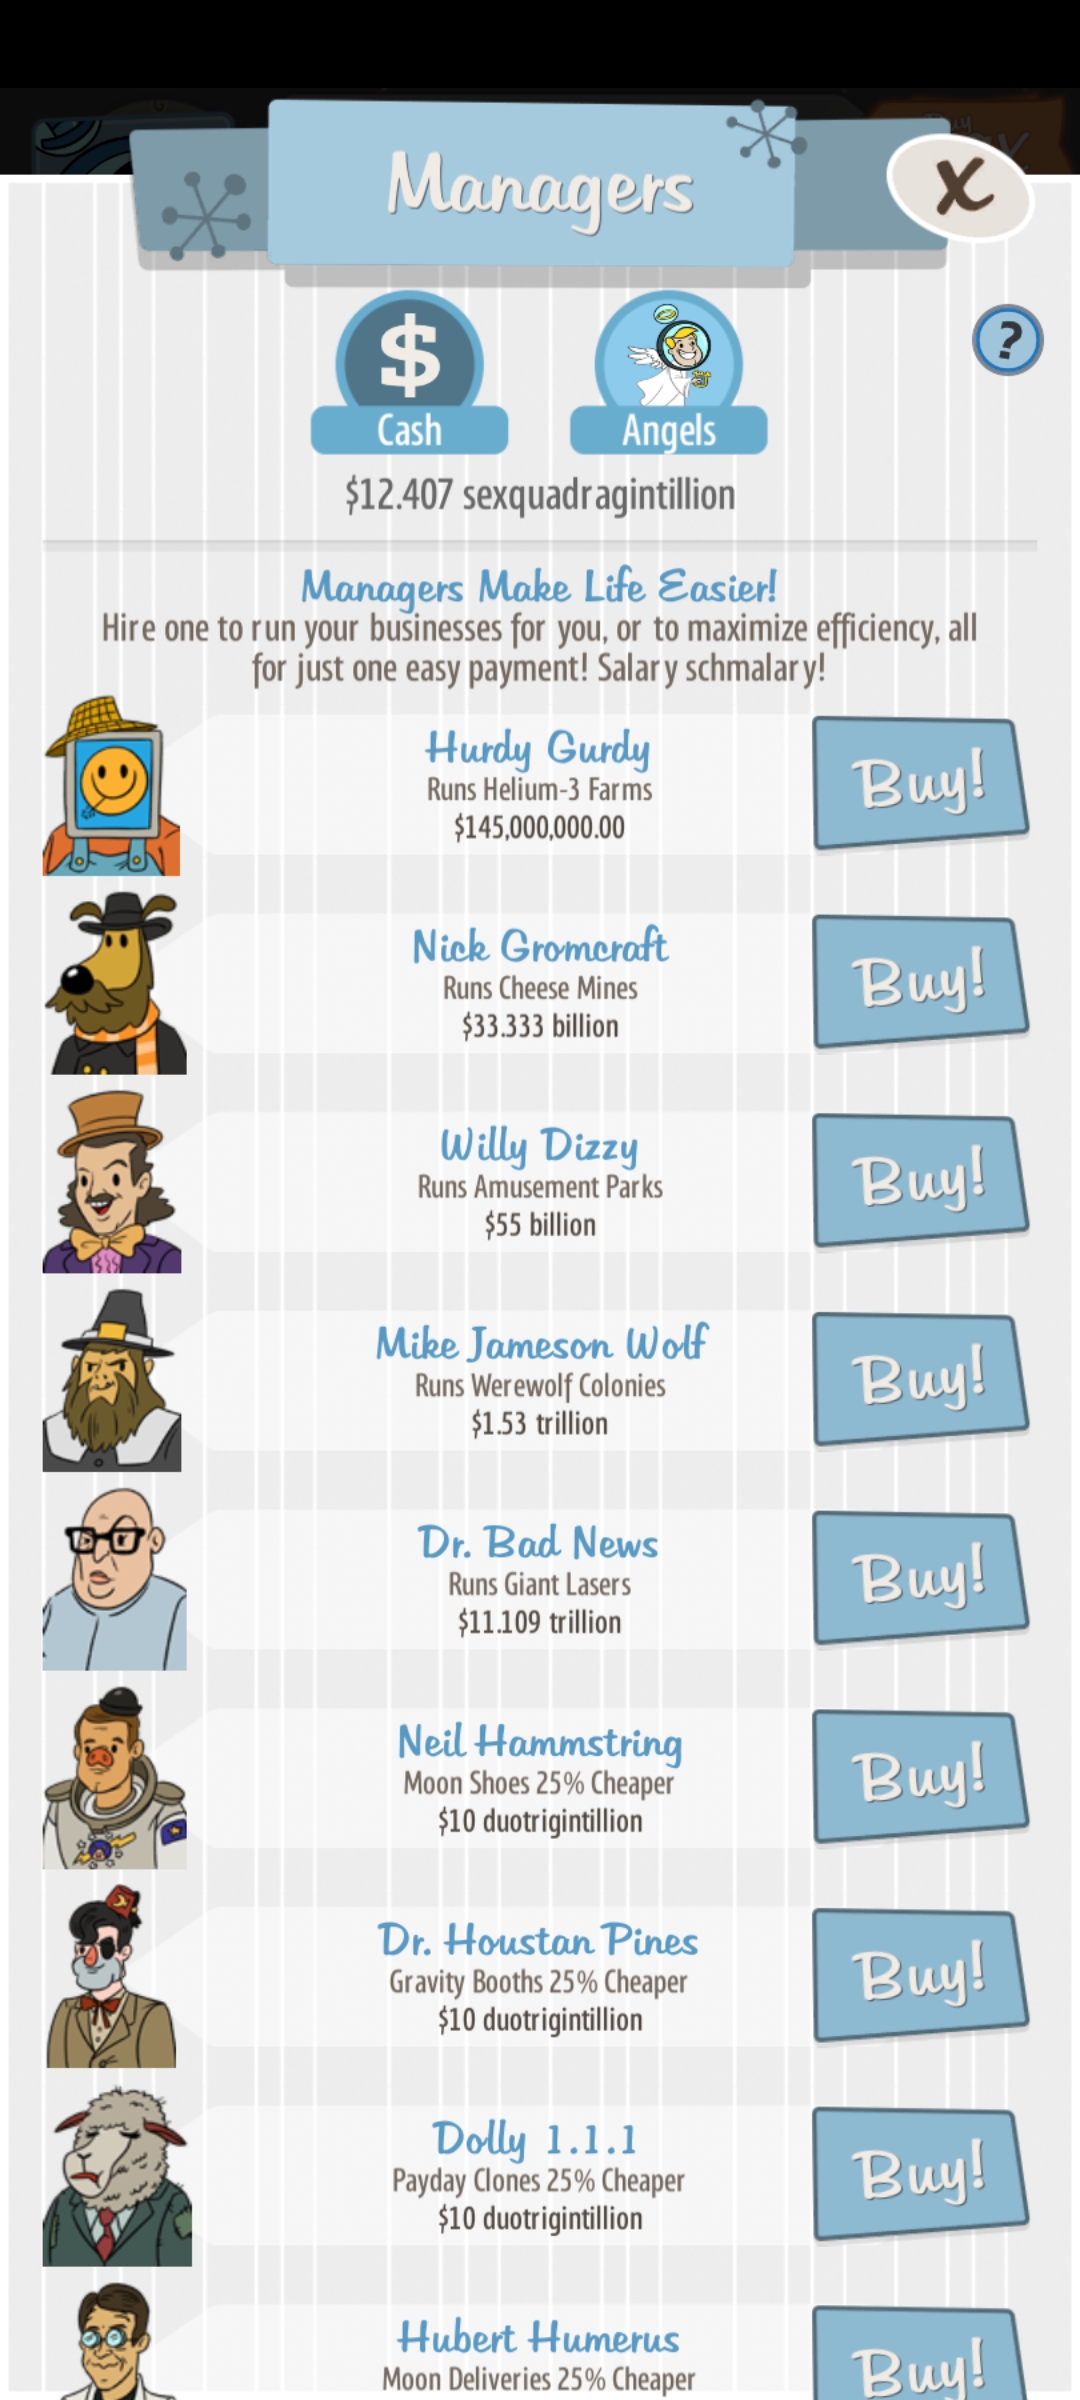 Managers
X
$
?
Cash
Angels
$12.407 sexquadragintillion
Managers Make Life Easier!
Hire one to run your businesses for you, or to maximize efficiency, all
for just one easy payment! Salary schmalary!
Hurdy Gurdy
Runs Helium-3 Farms
$145,000,000.00
Buy!
Nick Gromcraft
Runs Cheese Mines
$33.333 billion
Buy!
Willy Dizzy
Runs Amusement Parks
$55 billion
Buy!
Mike Jameson Wolf
Runs Werewolf Colonies
$1.53 trillion
Buy!
Dr. Bad News
Runs Giant Lasers
$11.109 trillion
Buy!
Neil Hammstring
Moon Shoes 25% Cheaper
$10 duotrigintillion
Buy!
Dr. Houstan Pines
Gravity Booths 25% Cheaper
$10 duotrigintillion
Buy!
Dolly 1.1.1
Payday Clones 25% Cheaper
$10 duotrigintillion
Buy!
Hubert Humerus
Moon Deliveries 25% Cheaper
Buy!